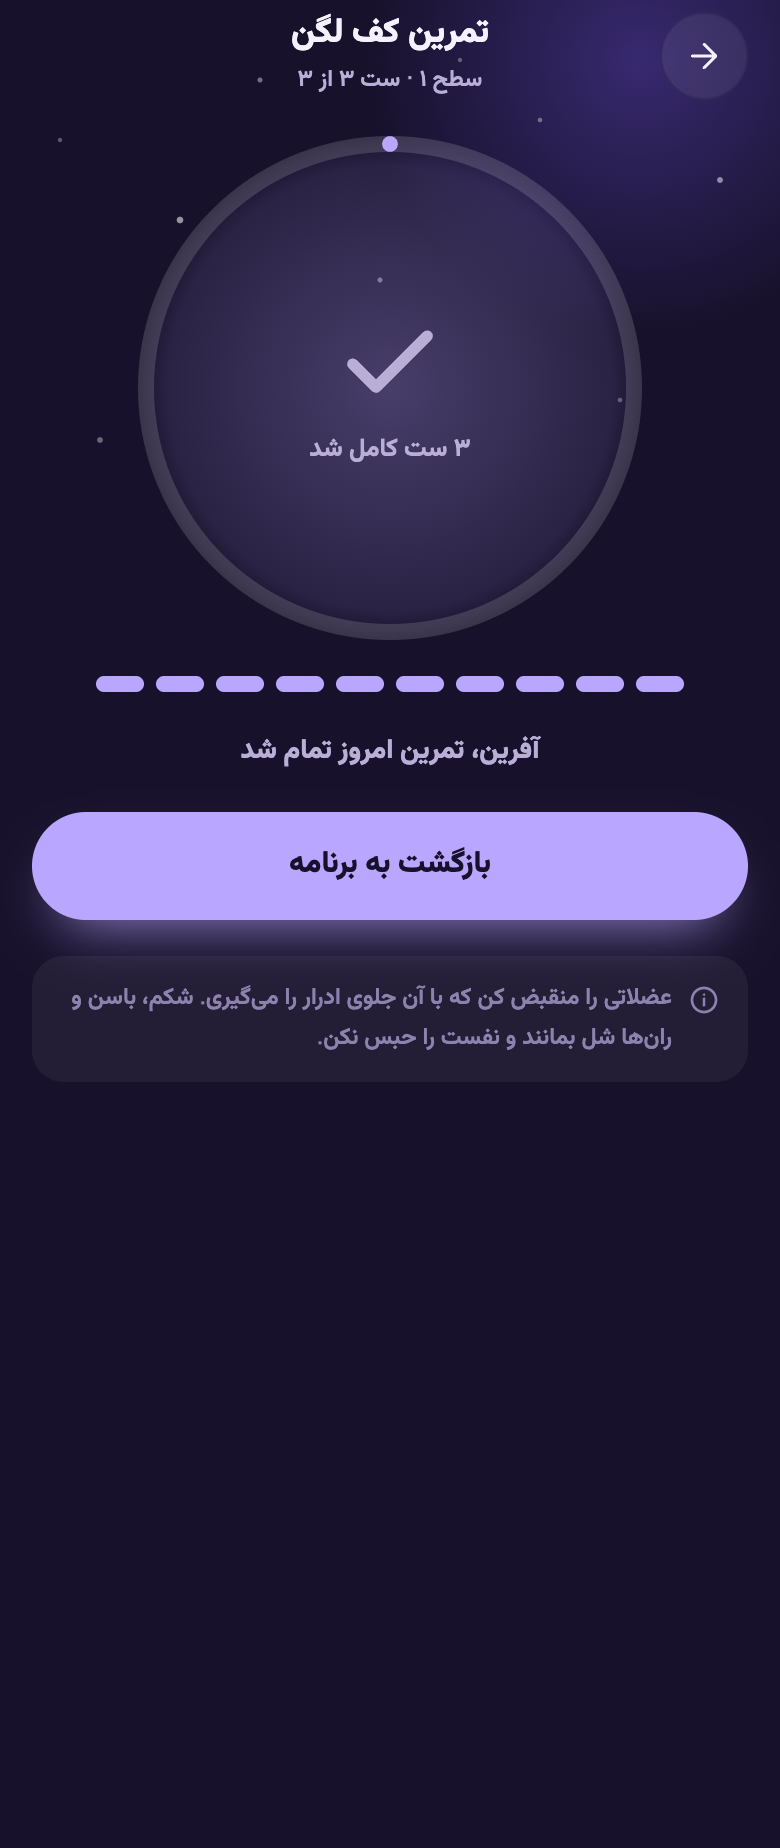 تمرین کف لگن
سطح ۱ · ست ۳ از ۳
۳ ست کامل شد
آفرین، تمرین امروز تمام شد
بازگشت به برنامه
عضلاتی را منقبض کن که با آن جلوی ادرار را می‌گیری. شکم، باسن و
ران‌ها شل بمانند و نفست را حبس نکن.